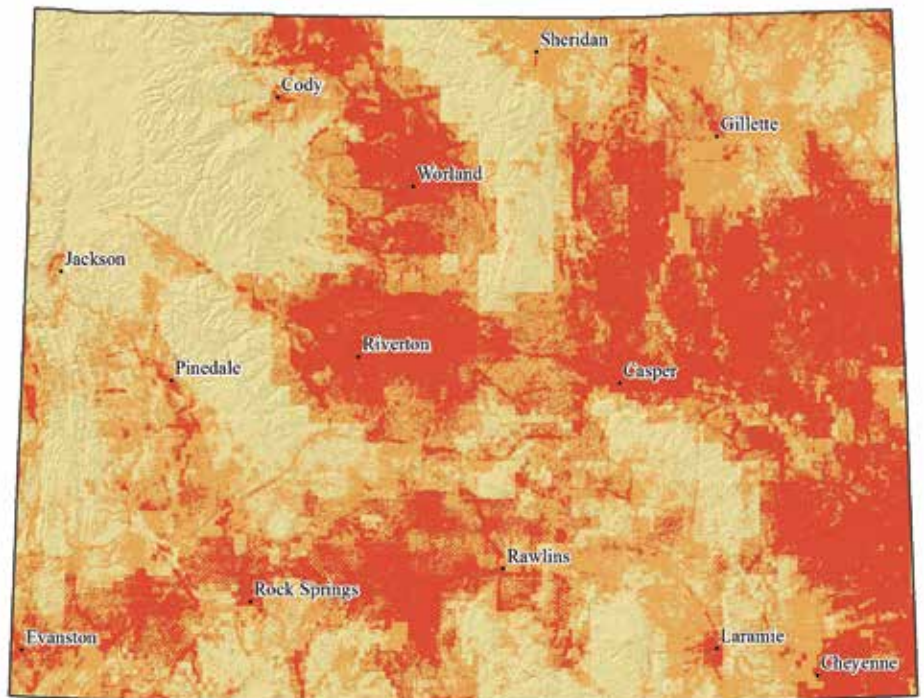 Sheridan
Cody
Gillette
Worland
Jackson
Riverton
Pinedale
Casper
Rawlins
Rock Springs
Evanston
Laramie
Cheyenne